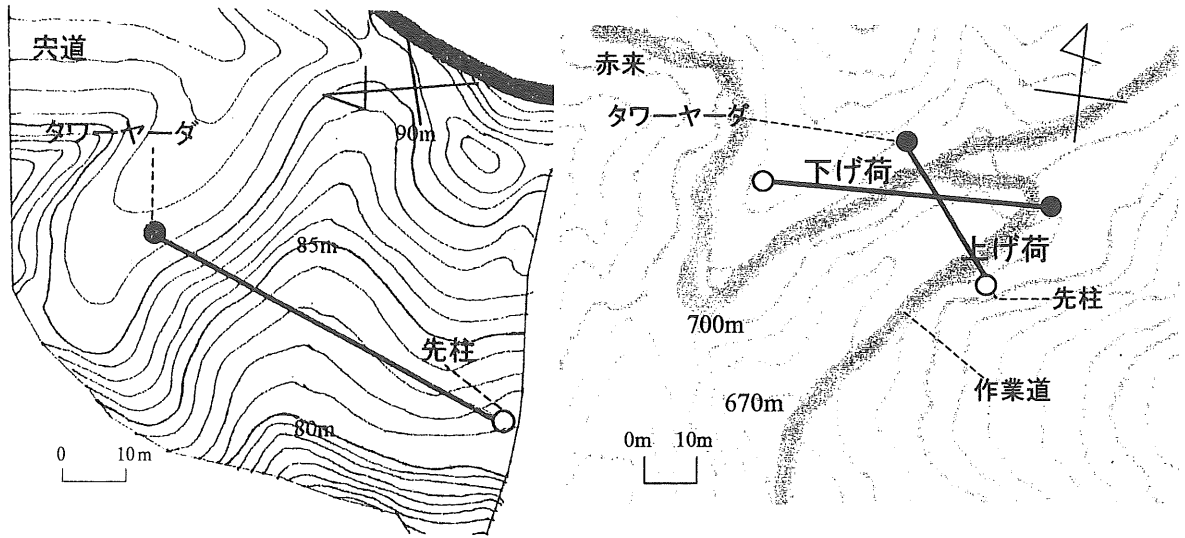 宍道
タワーヤーダ
90m
85m
先柱
80m
0 10m
赤来
タワーヤーダ
下げ荷
上げ荷
先柱
700m
670m
作業道
0m 10m